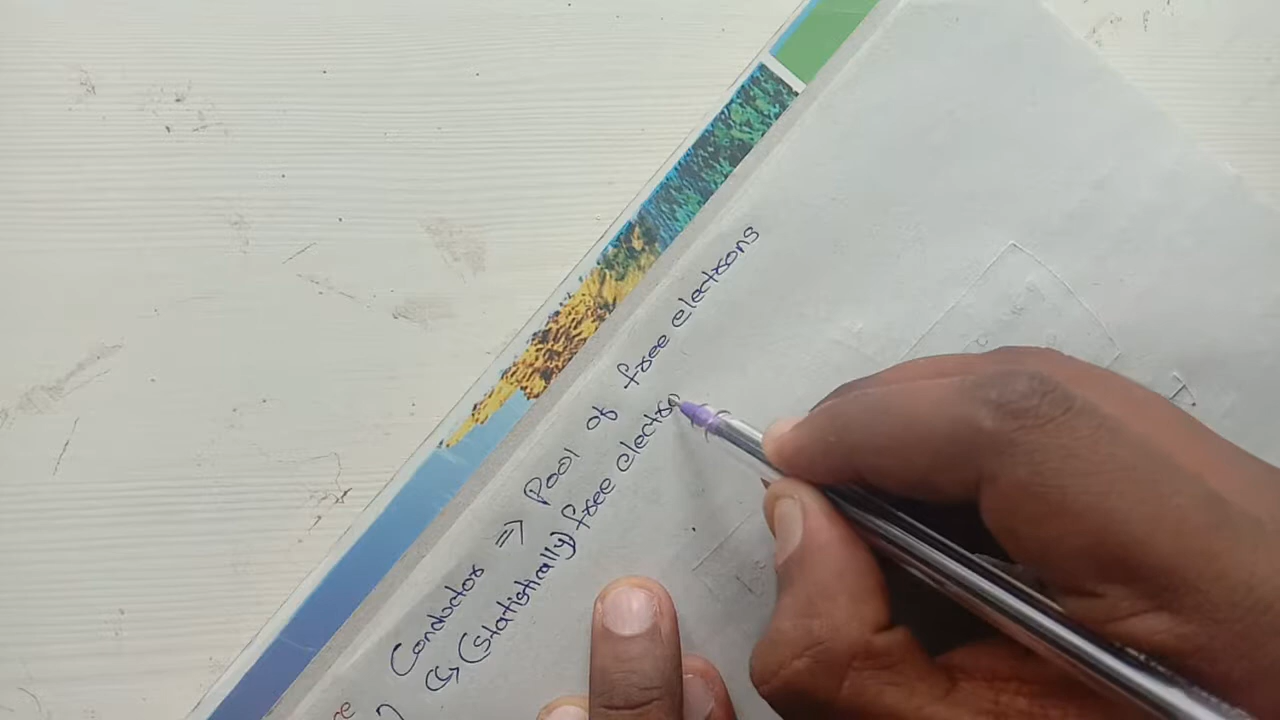 Conductor => Pool of free electrons
↳ (Statistically) free electro